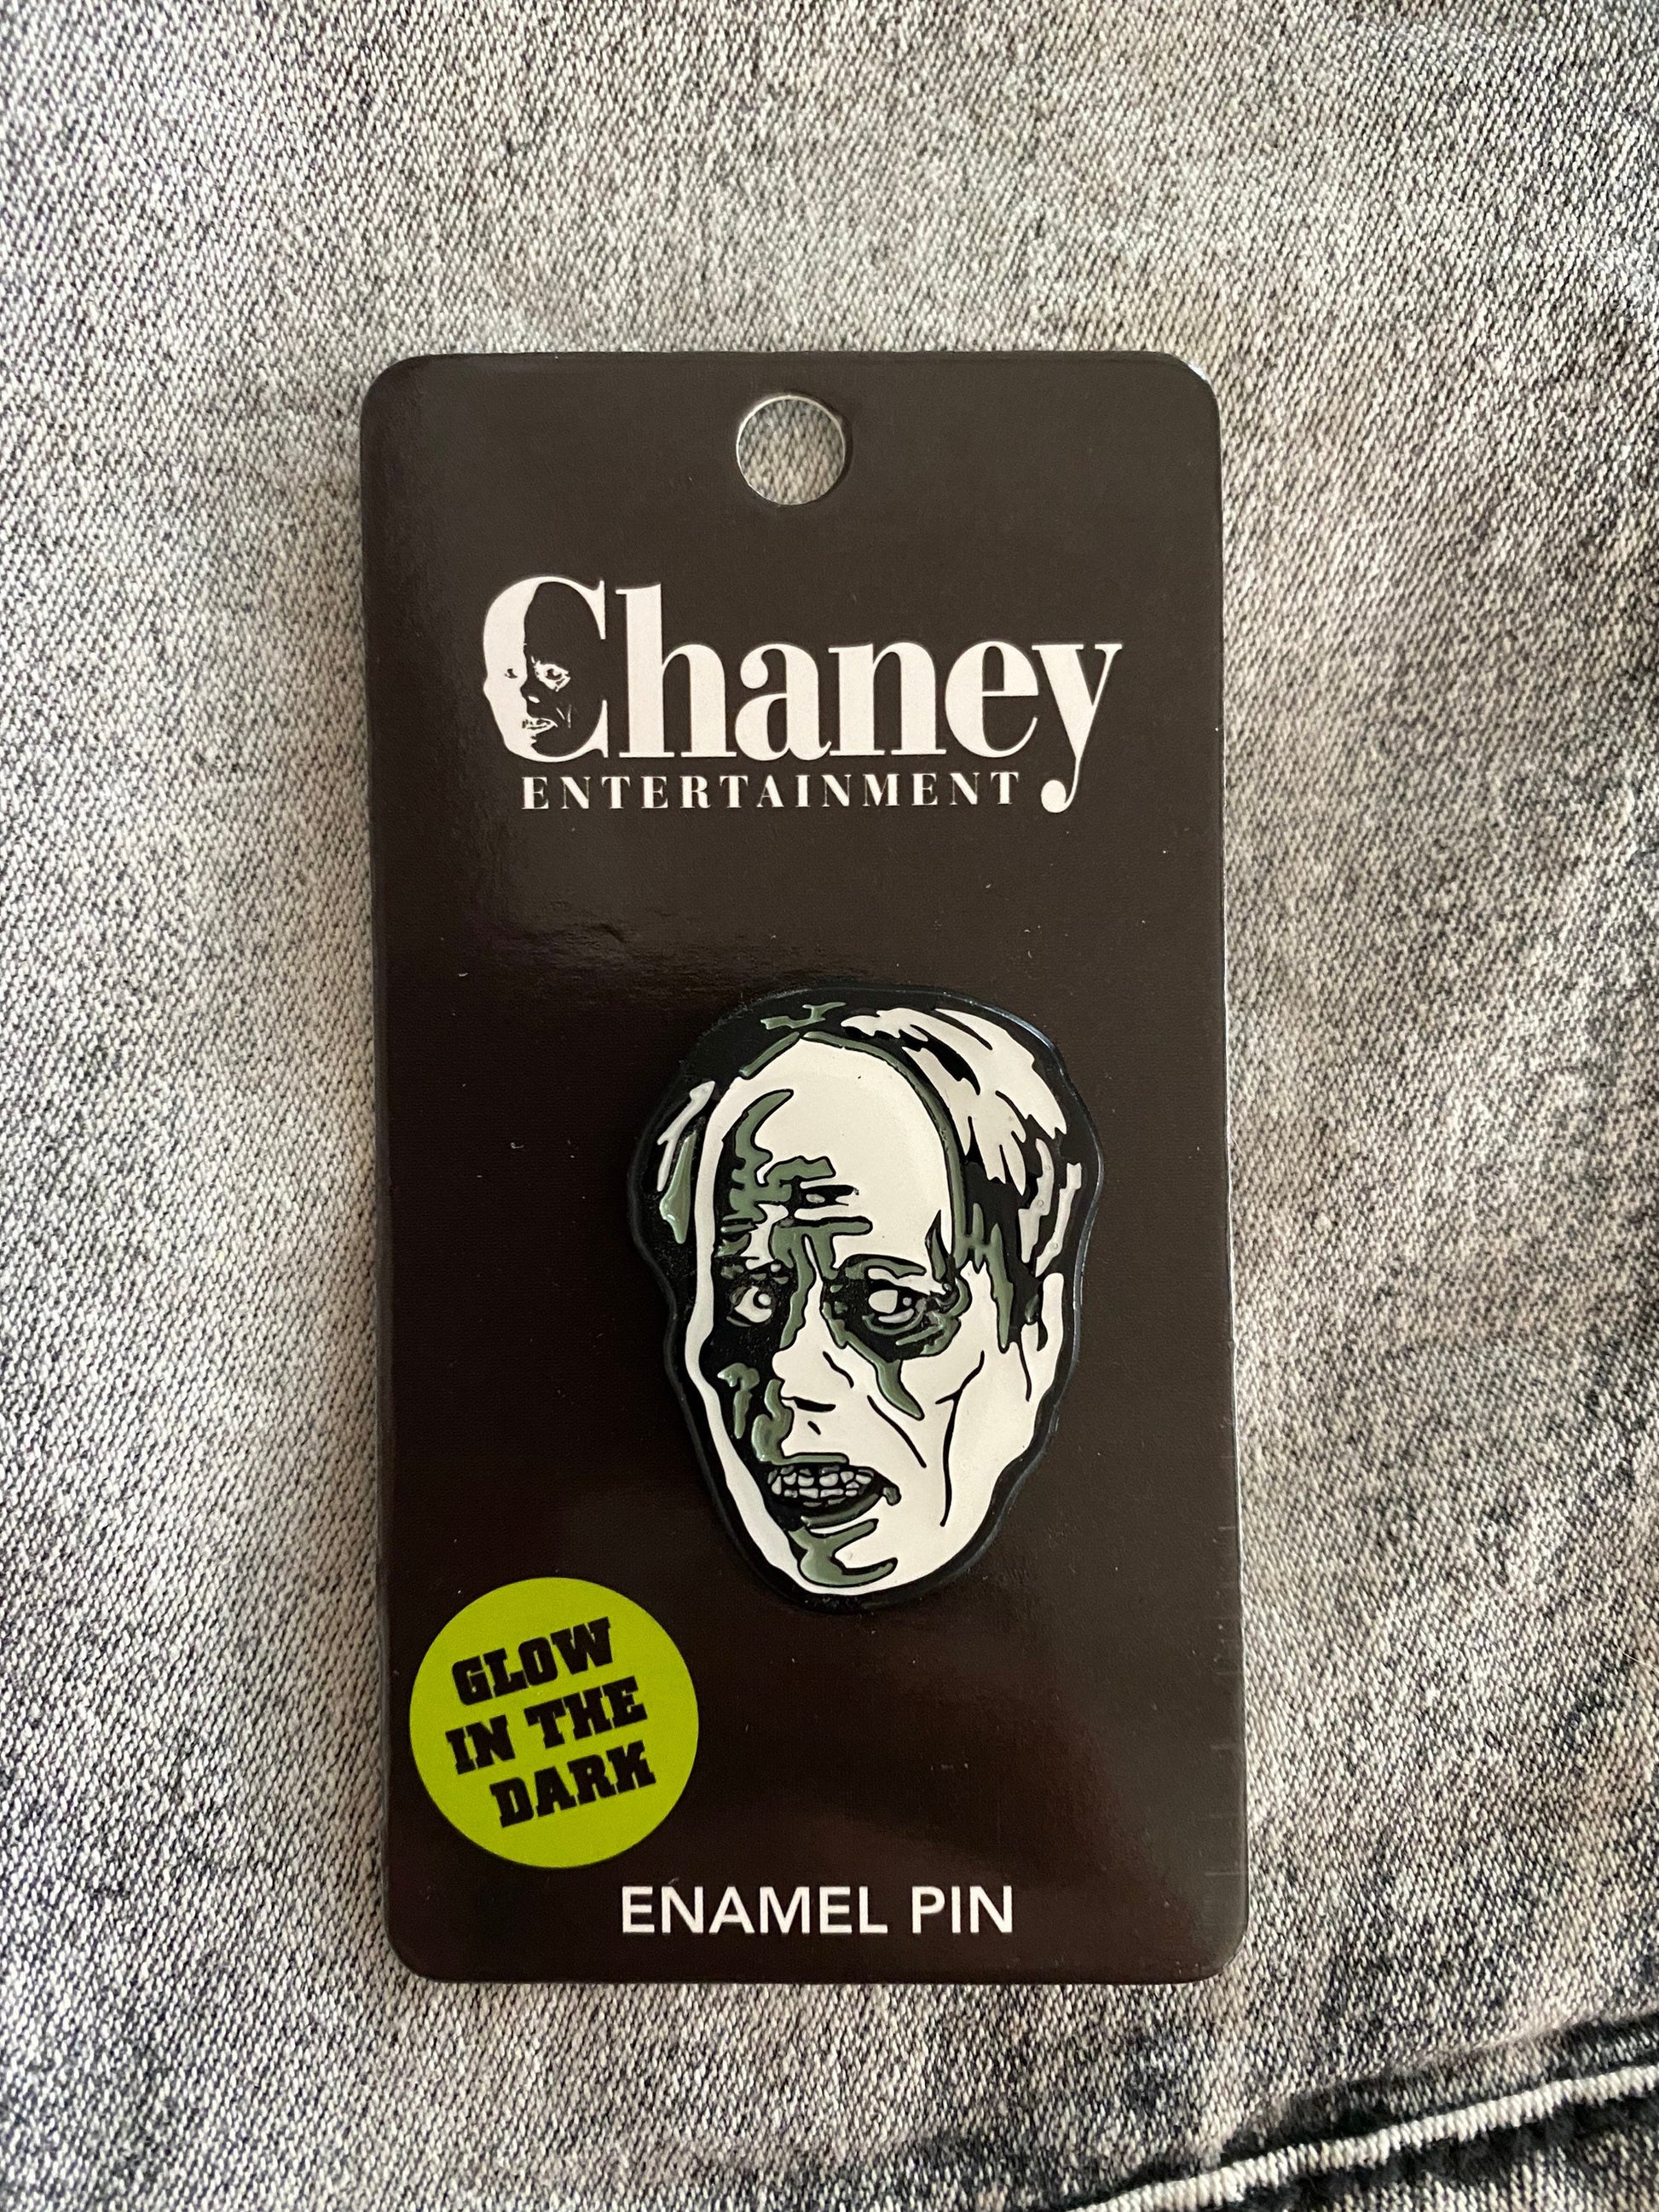 Chaney
ENTERTAINMENT
GLOW
IN THE
DARK
ENAMEL PIN